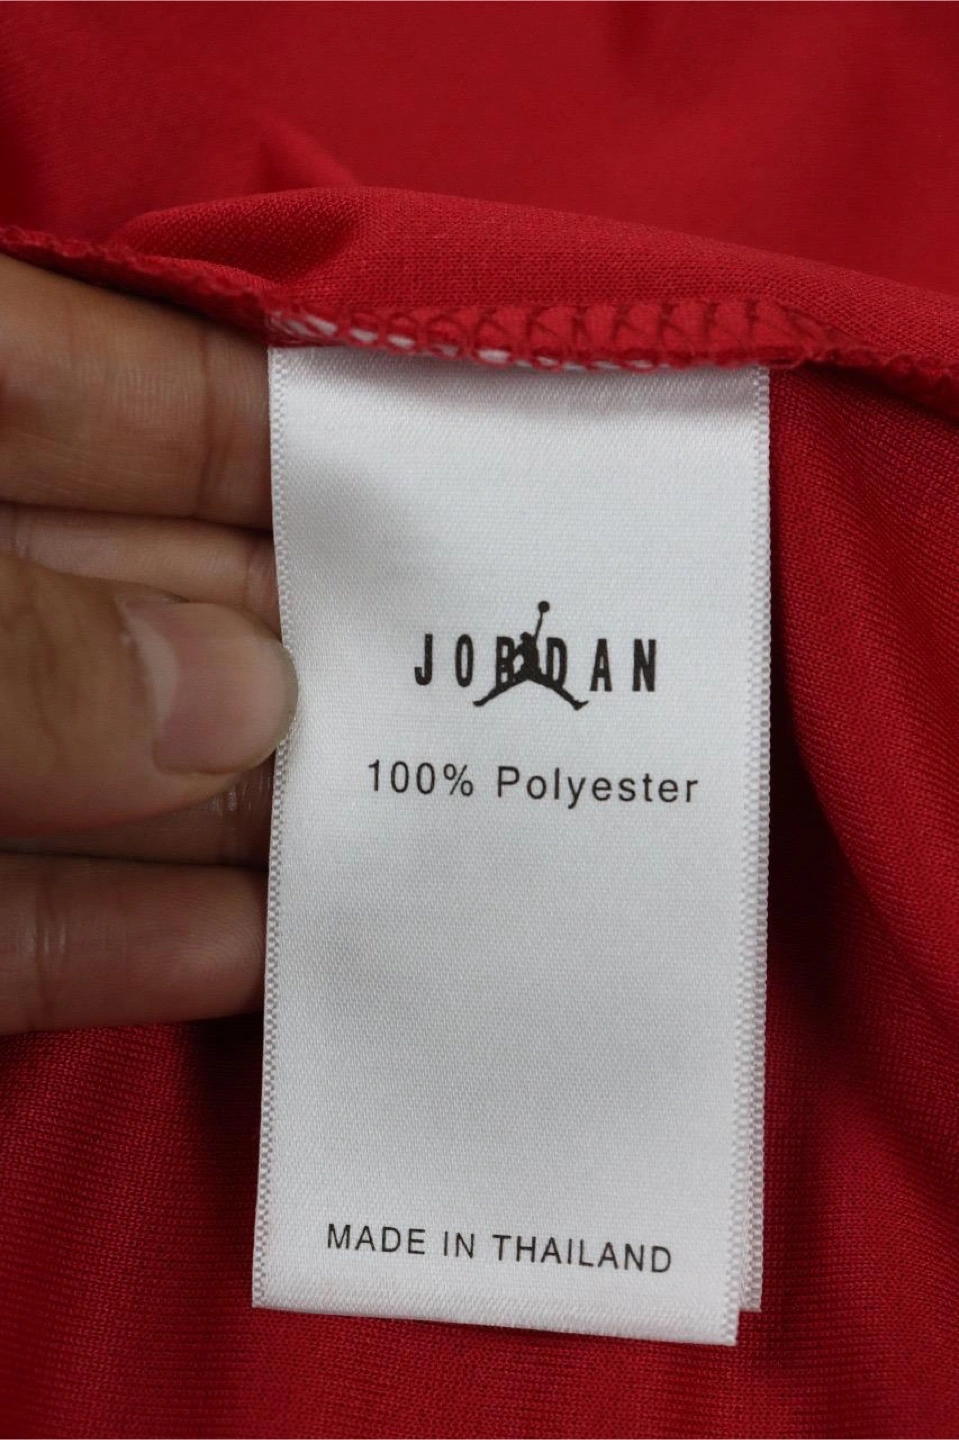 JORDAN
100% Polyester
MADE IN THAILAND